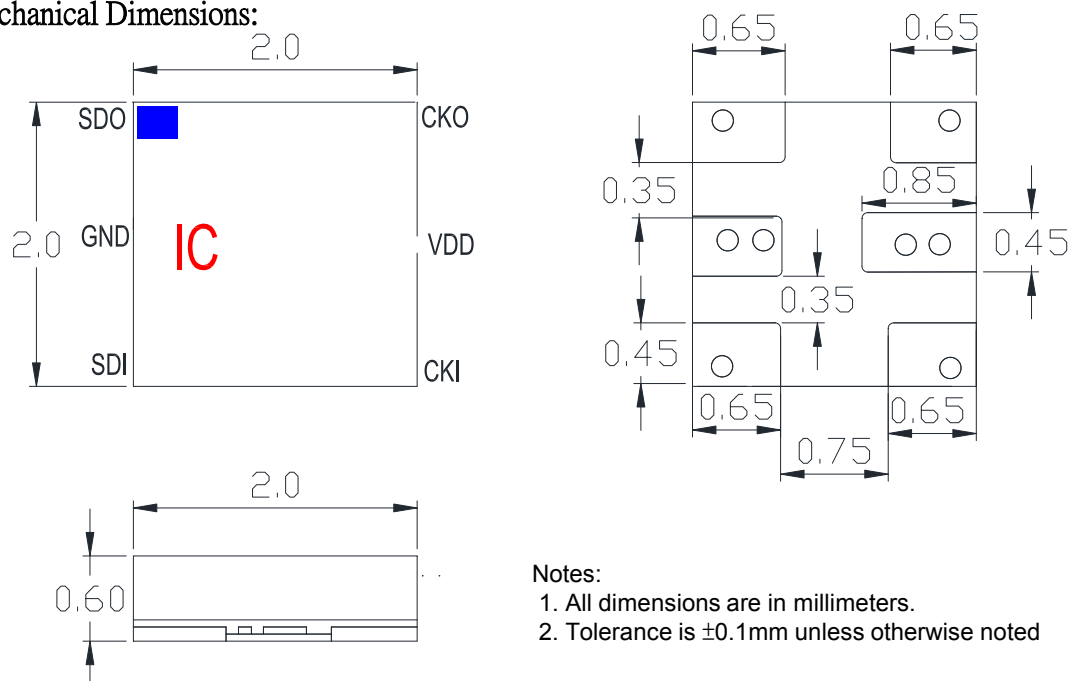 chanical Dimensions:
2.0
SDO
CKO
2.0
GND
IC
VDD
SDI
CKI
0.65
0.65
0.35
0.85
0.45
0.35
0.45
0.65
0.65
0.75
2.0
0.60
Notes:
1. All dimensions are in millimeters.
2. Tolerance is ±0.1mm unless otherwise noted